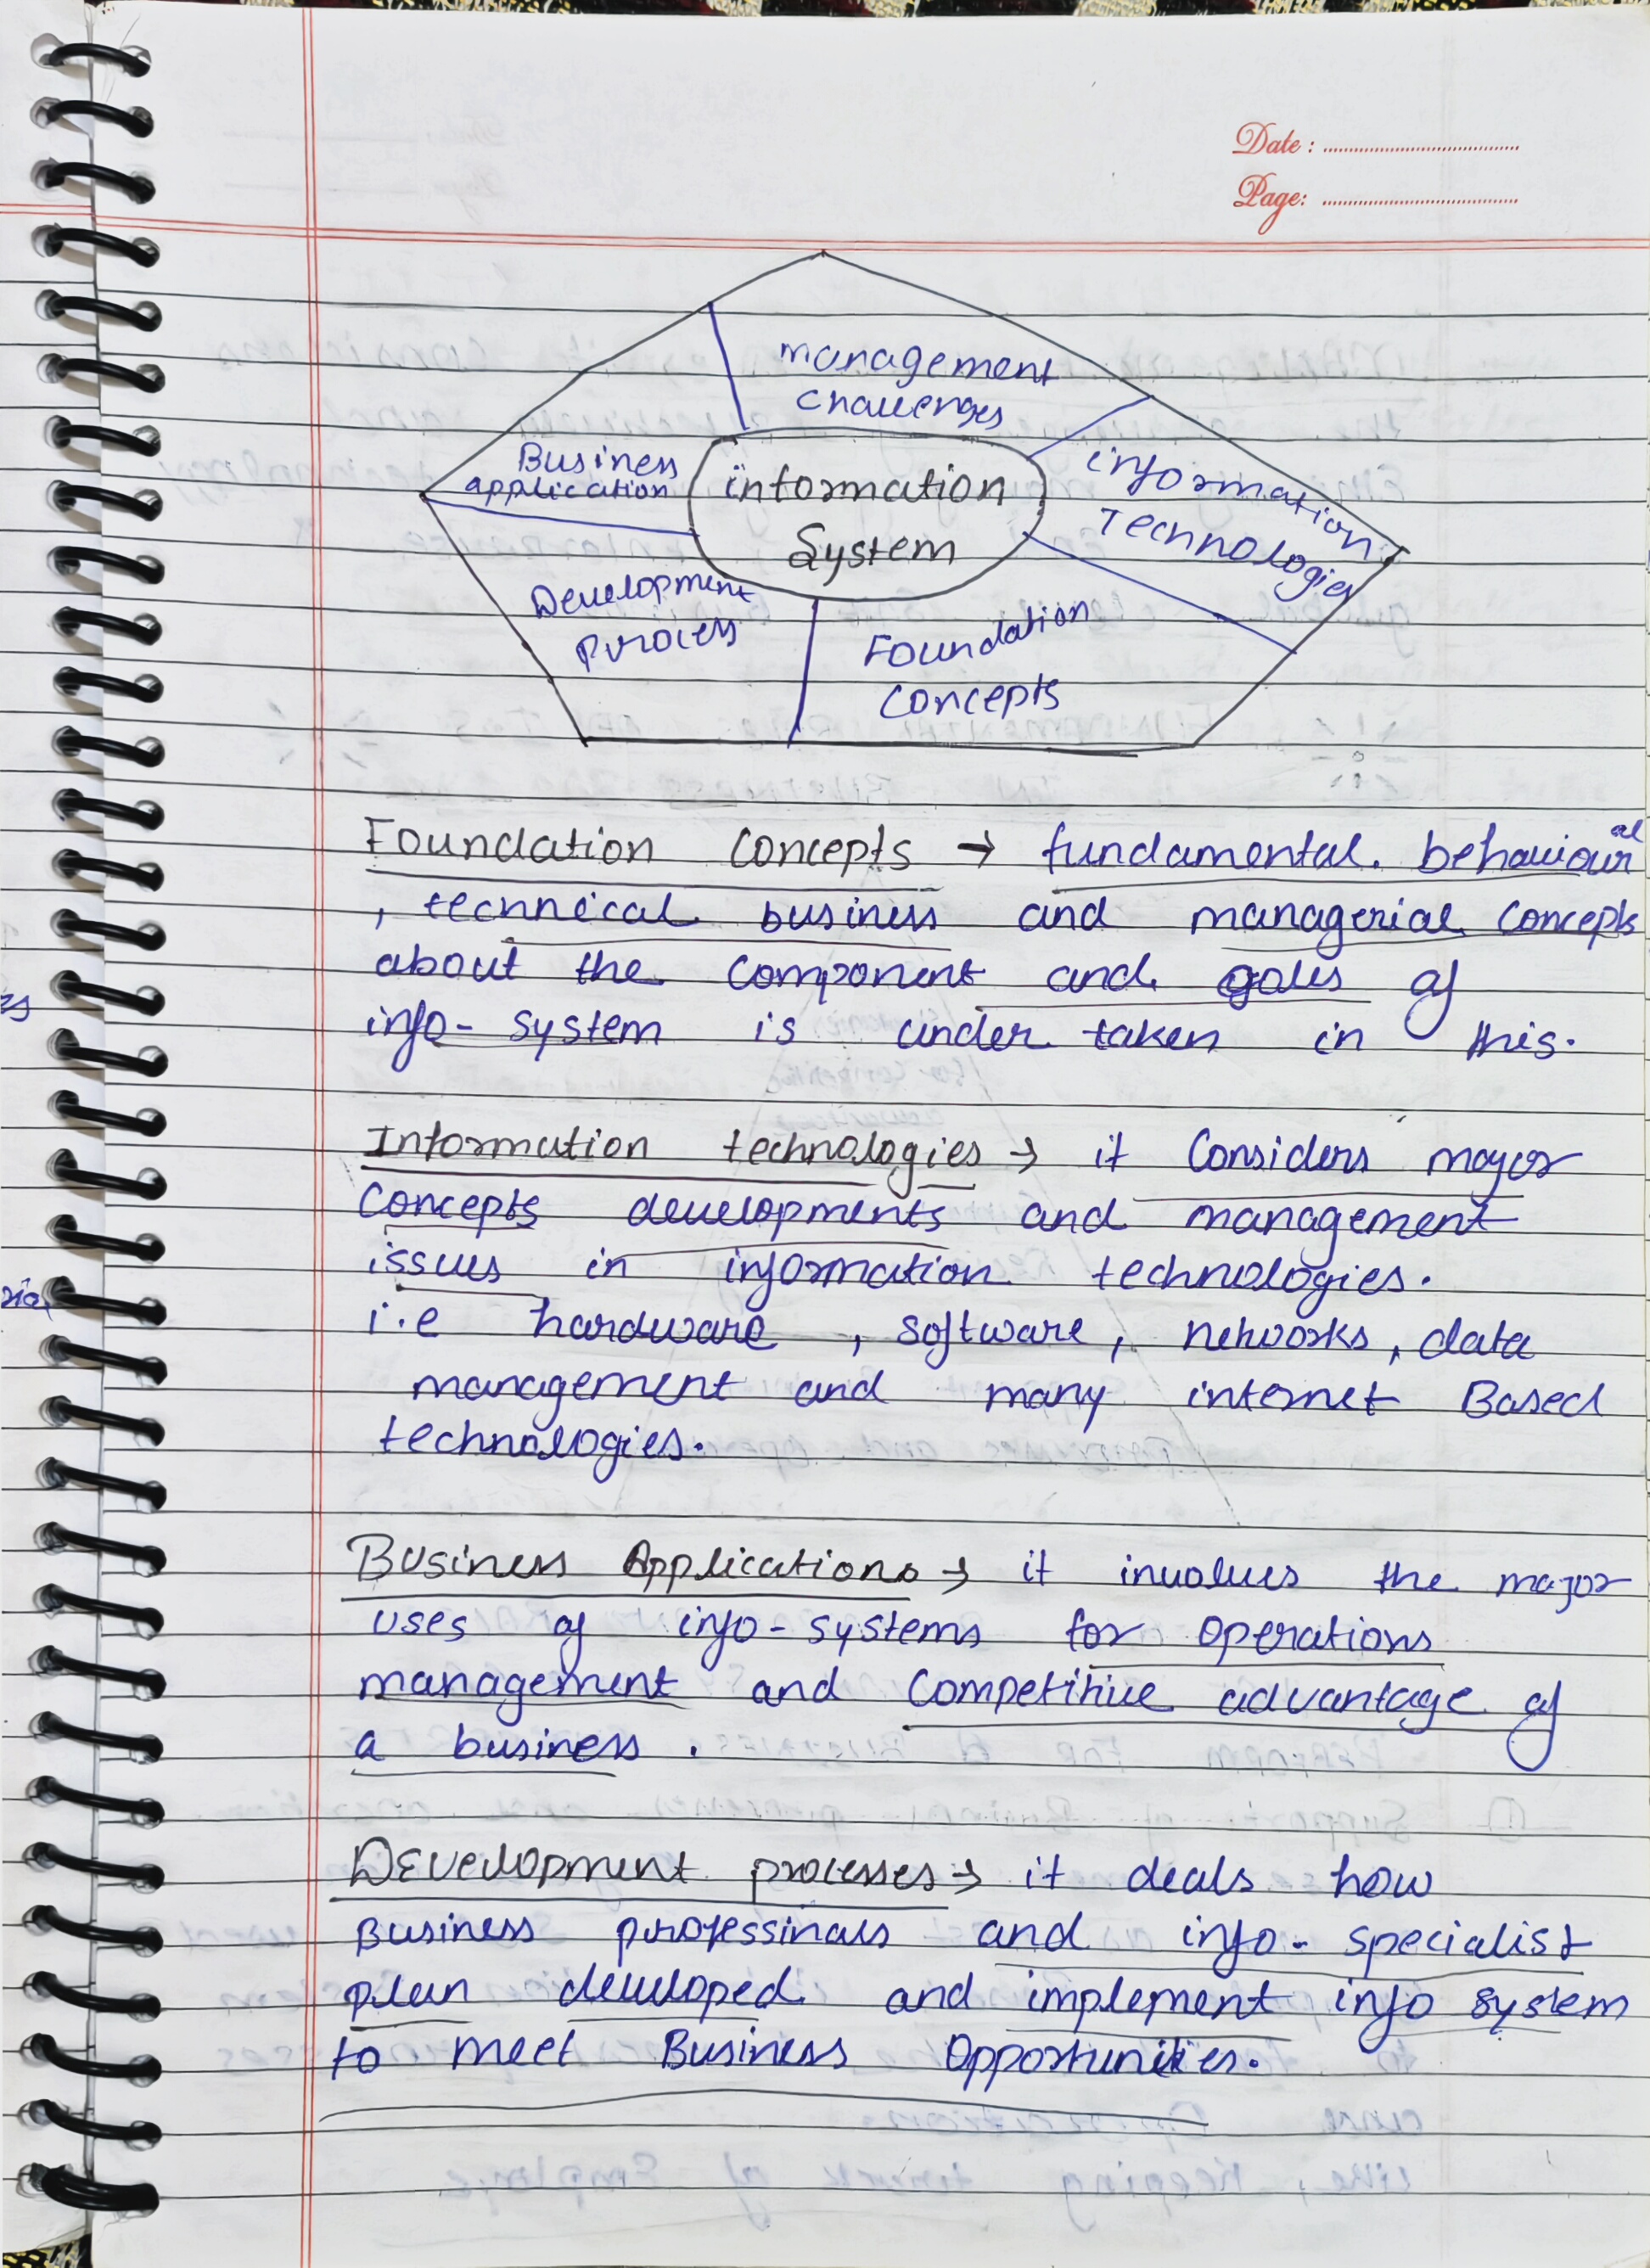 Date :
Page:
management
challenges
Business
application
information
System
information
Technologies
Development
process
Foundation
concepts
Foundation concepts → fundamental. behavioural
, technical business and managerial concepts
about the component and goles of
info-system is under taken in this.
Information technologies → it considers major
concepts developments and management
issues in information technologies.
i.e hardware , software, networks, data
management and many internet Based
technologies.
Business Applications → it involves the major
uses of info-systems for operations
management and competitive advantage of
a business .
Development processes → it deals how
Business professinals and info- specialist
plan developed and implement info system
to meet Business opportunities.